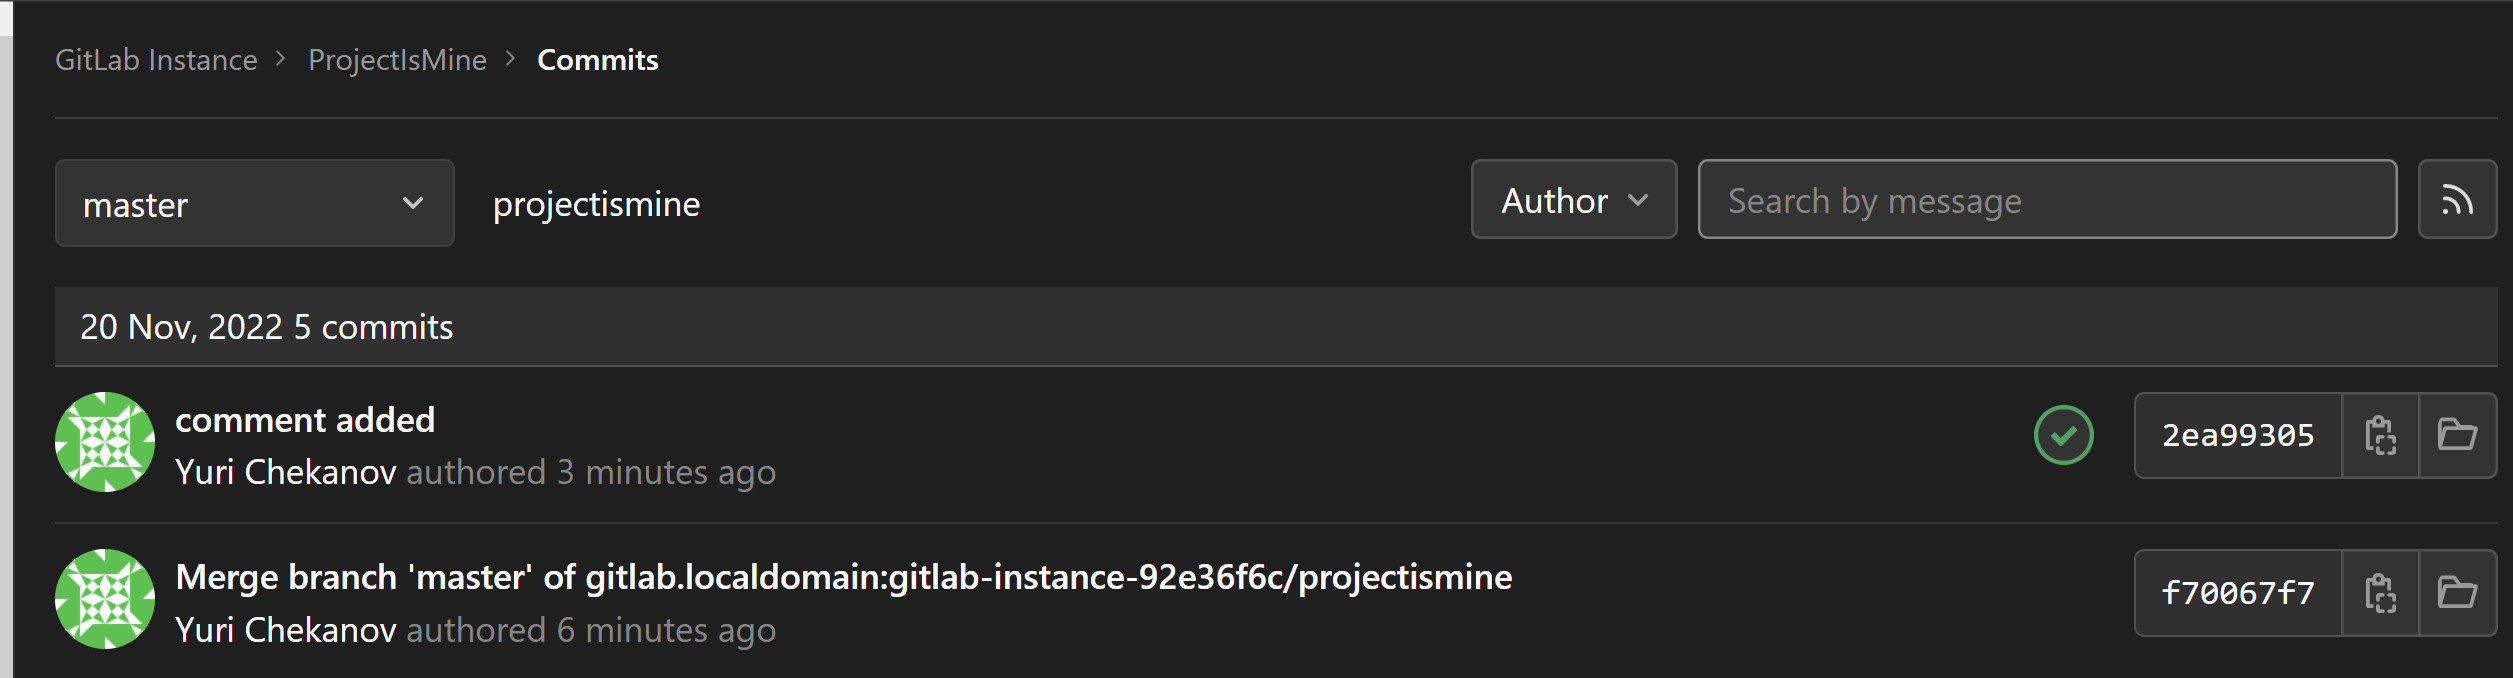 GitLab Instance > ProjectIsMine > Commits
master
projectismine
Author
Search by message
20 Nov, 2022 5 commits
comment added
Yuri Chekanov authored 3 minutes ago
2ea99305
Merge branch 'master' of gitlab.localdomain:gitlab-instance-92e36f6c/projectismine
Yuri Chekanov authored 6 minutes ago
f70067f7